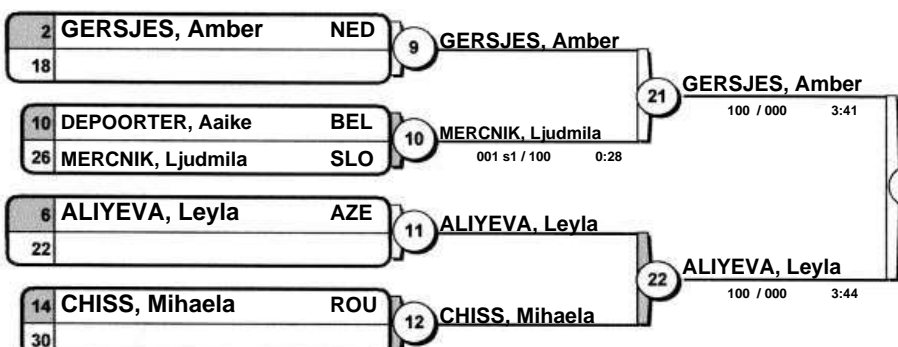 2 GERSJES, Amber NED
18
9
GERSJES, Amber
10 DEPOORTER, Aaike BEL
26 MERCNIK, Ljudmila SLO
10
MERCNIK, Ljudmila
001 s1 / 100 0:28
21
GERSJES, Amber
100 / 000 3:41
6 ALIYEVA, Leyla AZE
22
11
ALIYEVA, Leyla
14 CHISS, Mihaela ROU
30
12
CHISS, Mihaela
22
ALIYEVA, Leyla
100 / 000 3:44